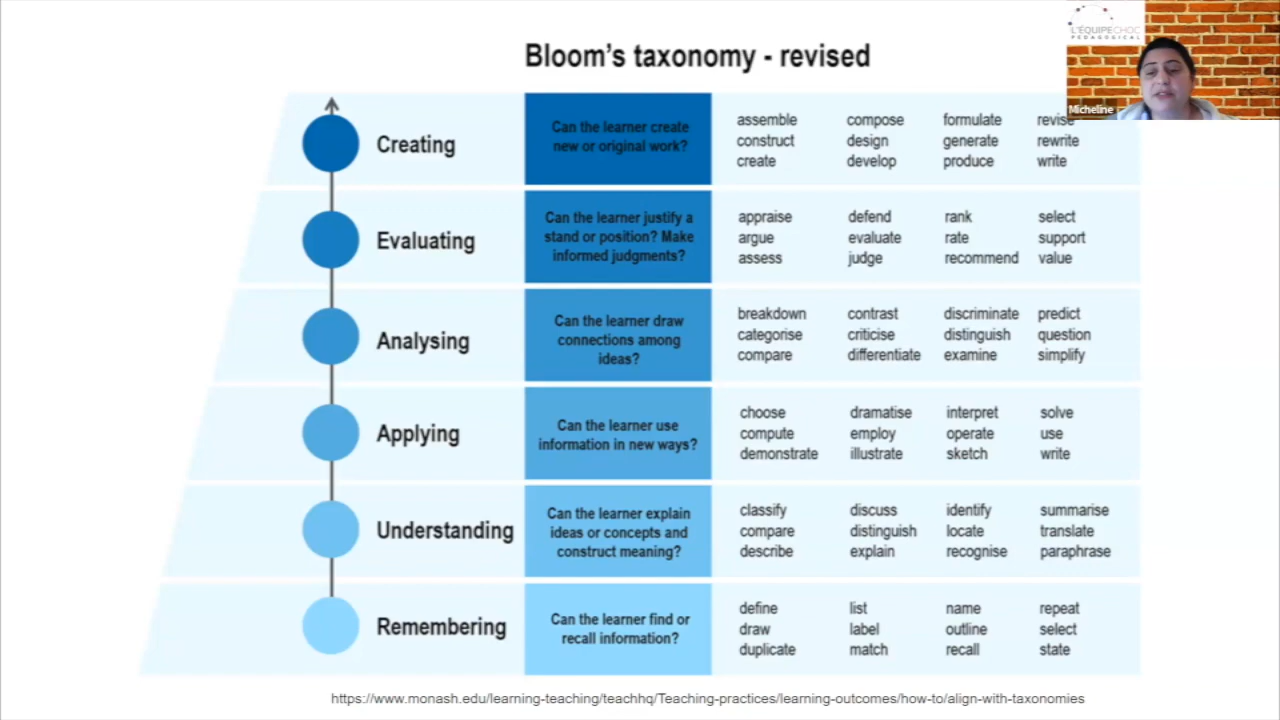 Bloom's taxonomy - revised
L'ÉQUIPECHOC
PEDAGOGICAL
Micheline
Creating
Can the learner create
new or original work?
assemble compose formulate revise
construct design generate rewrite
create develop produce write
Evaluating
Can the learner justify a
stand or position? Make
informed judgments?
appraise defend rank select
argue evaluate rate support
assess judge recommend value
Analysing
Can the learner draw
connections among
ideas?
breakdown contrast discriminate predict
categorise criticise distinguish question
compare differentiate examine simplify
Applying
Can the learner use
information in new ways?
choose dramatise interpret solve
compute employ operate use
demonstrate illustrate sketch write
Understanding
Can the learner explain
ideas or concepts and
construct meaning?
classify discuss identify summarise
compare distinguish locate translate
describe explain recognise paraphrase
Remembering
Can the learner find or
recall information?
define list name repeat
draw label outline select
duplicate match recall state
https://www.monash.edu/learning-teaching/teachhq/Teaching-practices/learning-outcomes/how-to/align-with-taxonomies